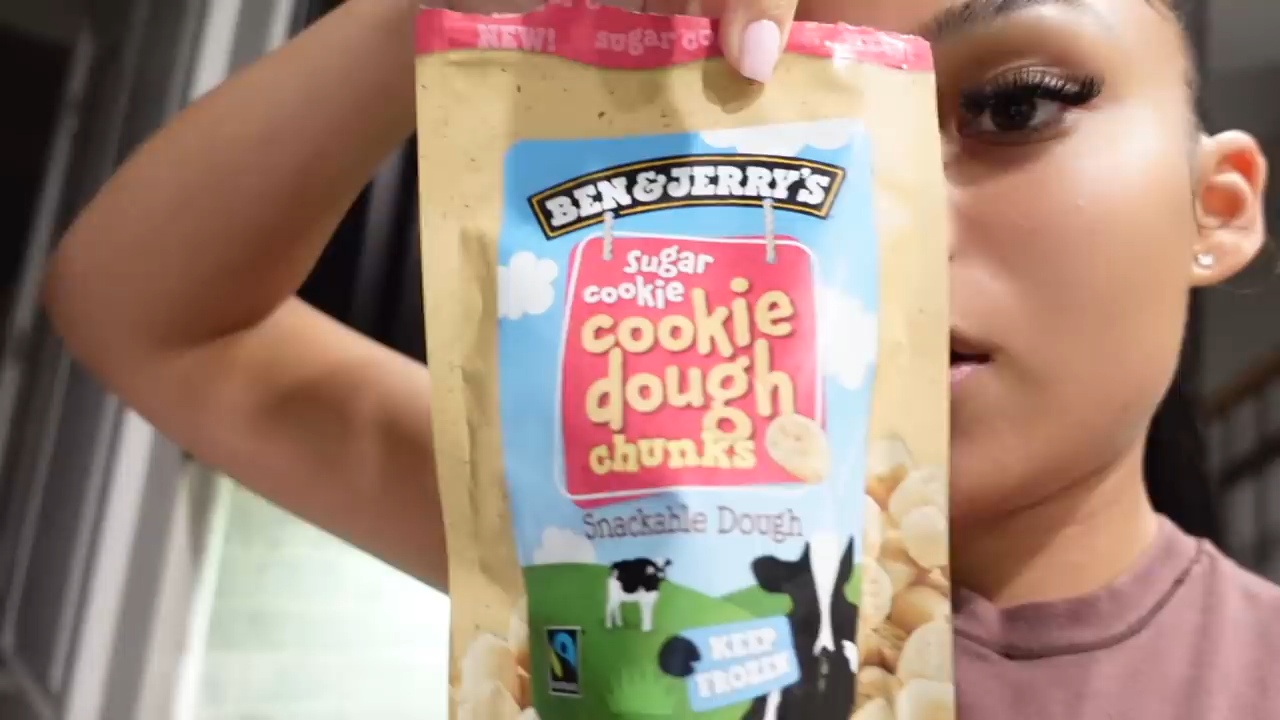 NEW! sugar co
BEN & JERRY'S
sugar
cookie
cookie
dough
chunks
Snackable Dough
KEEP
FROZEN